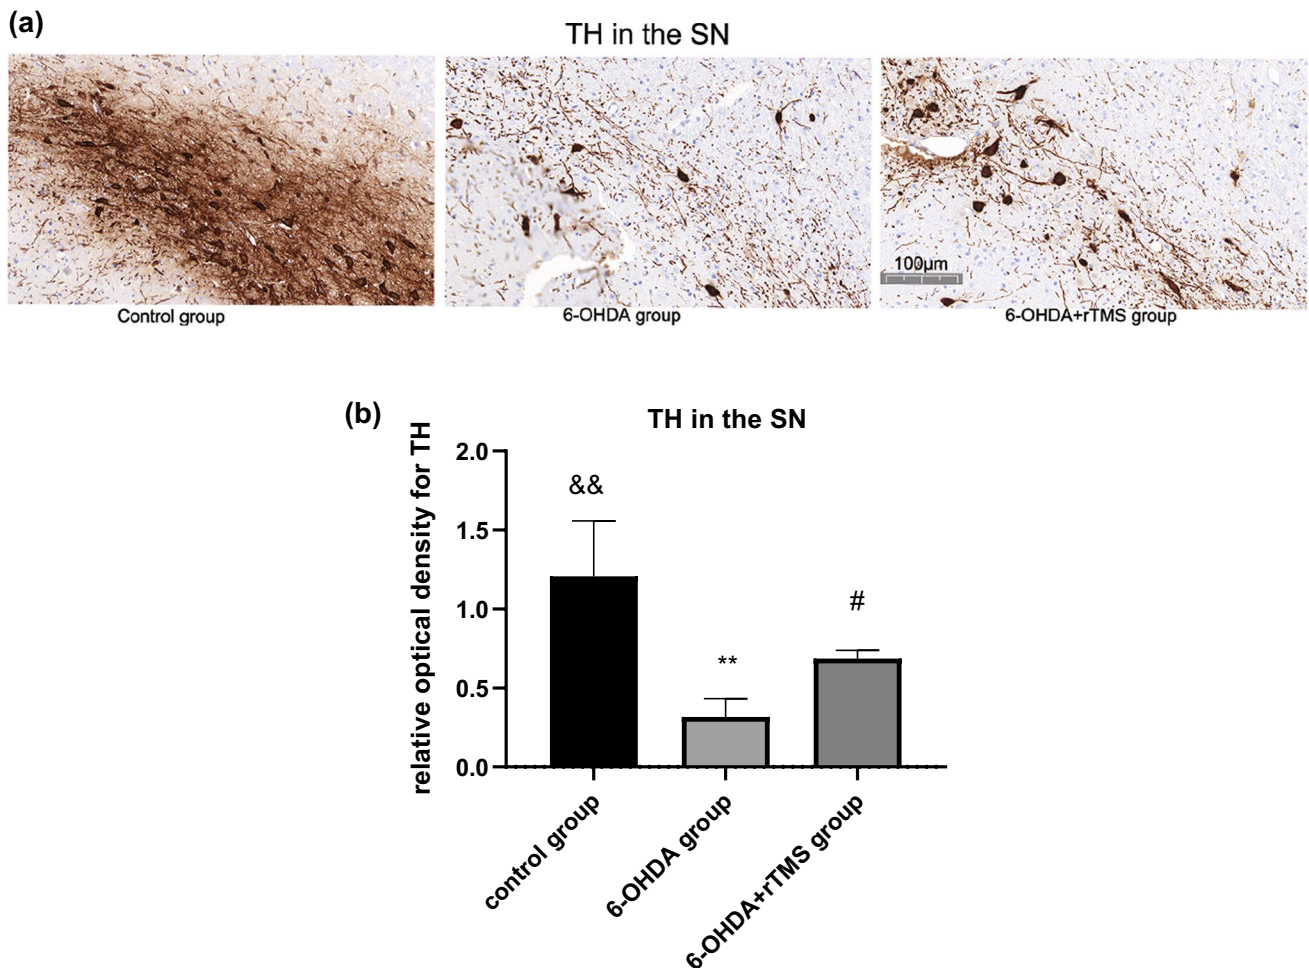 (a)
TH in the SN
100µm
Control group
6-OHDA group
6-OHDA+rTMS group
(b)
TH in the SN
relative optical density for TH
2.0
1.5
1.0
0.5
0.0
&&
**
#
control group
6-OHDA group
6-OHDA+rTMS group